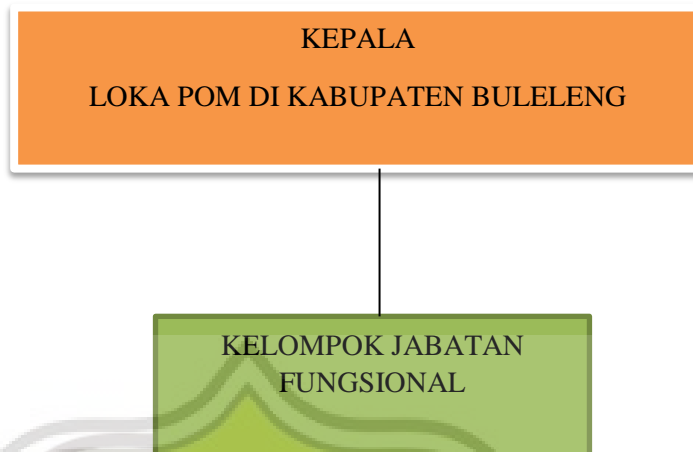 KEPALA
LOKA POM DI KABUPATEN BULELENG
KELOMPOK JABATAN
FUNGSIONAL